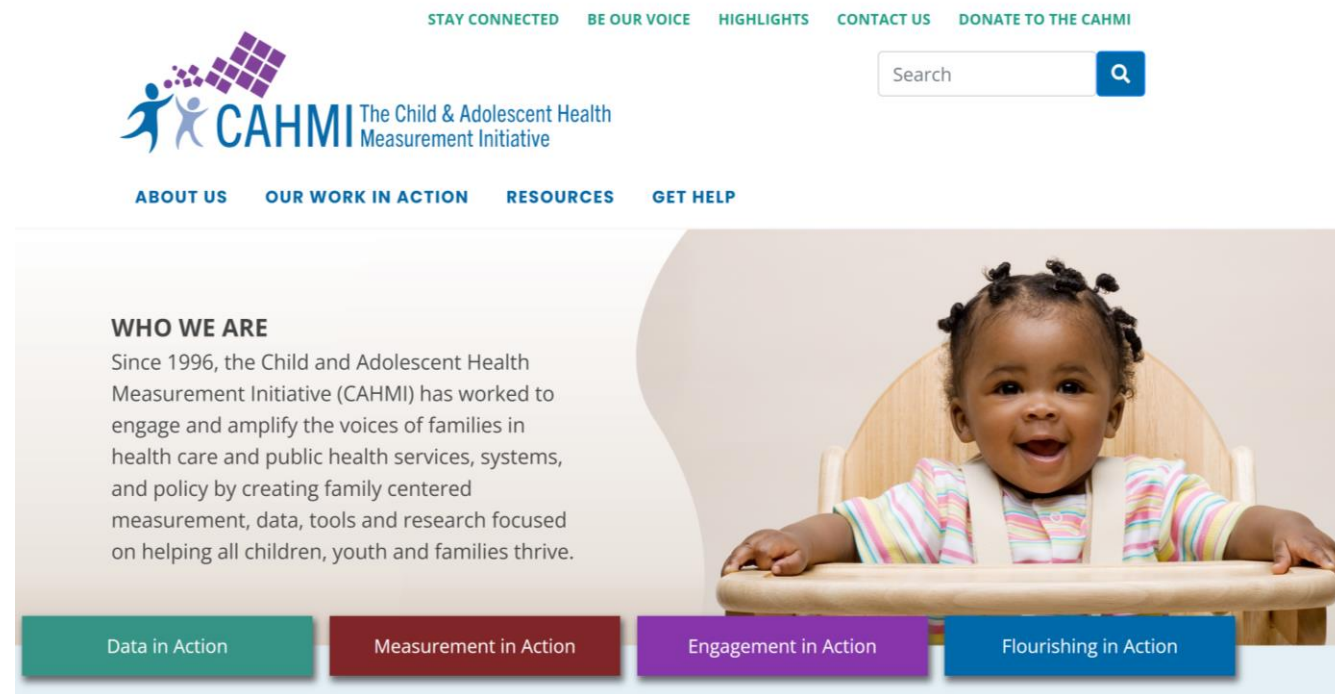 STAY CONNECTED BE OUR VOICE HIGHLIGHTS CONTACT US DONATE TO THE CAHMI
Search
CAHMI The Child & Adolescent Health
Measurement Initiative
ABOUT US OUR WORK IN ACTION RESOURCES GET HELP
WHO WE ARE
Since 1996, the Child and Adolescent Health
Measurement Initiative (CAHMI) has worked to
engage and amplify the voices of families in
health care and public health services, systems,
and policy by creating family centered
measurement, data, tools and research focused
on helping all children, youth and families thrive.
Data in Action Measurement in Action Engagement in Action Flourishing in Action